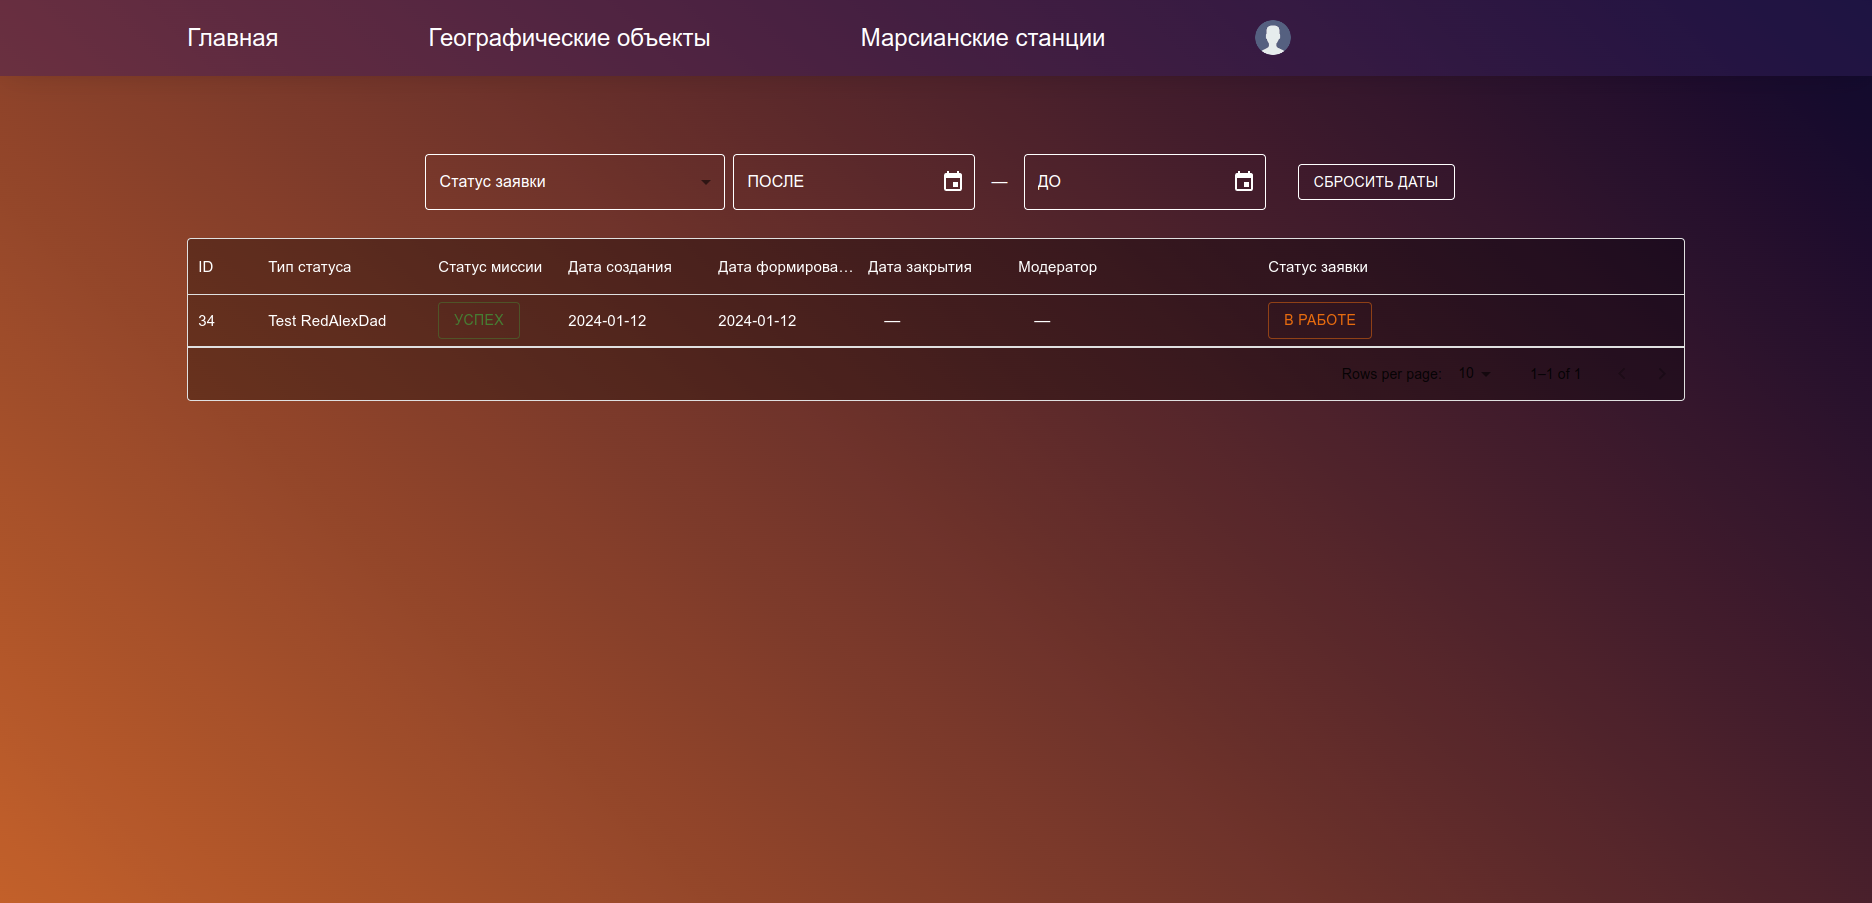 Главная Географические объекты Марсианские станции
Статус заявки ПОСЛЕ — ДО СБРОСИТЬ ДАТЫ
ID Тип статуса Статус миссии Дата создания Дата формирова… Дата закрытия Модератор Статус заявки
34 Test RedAlexDad УСПЕХ 2024-01-12 2024-01-12 — — В РАБОТЕ
Rows per page: 10 1–1 of 1